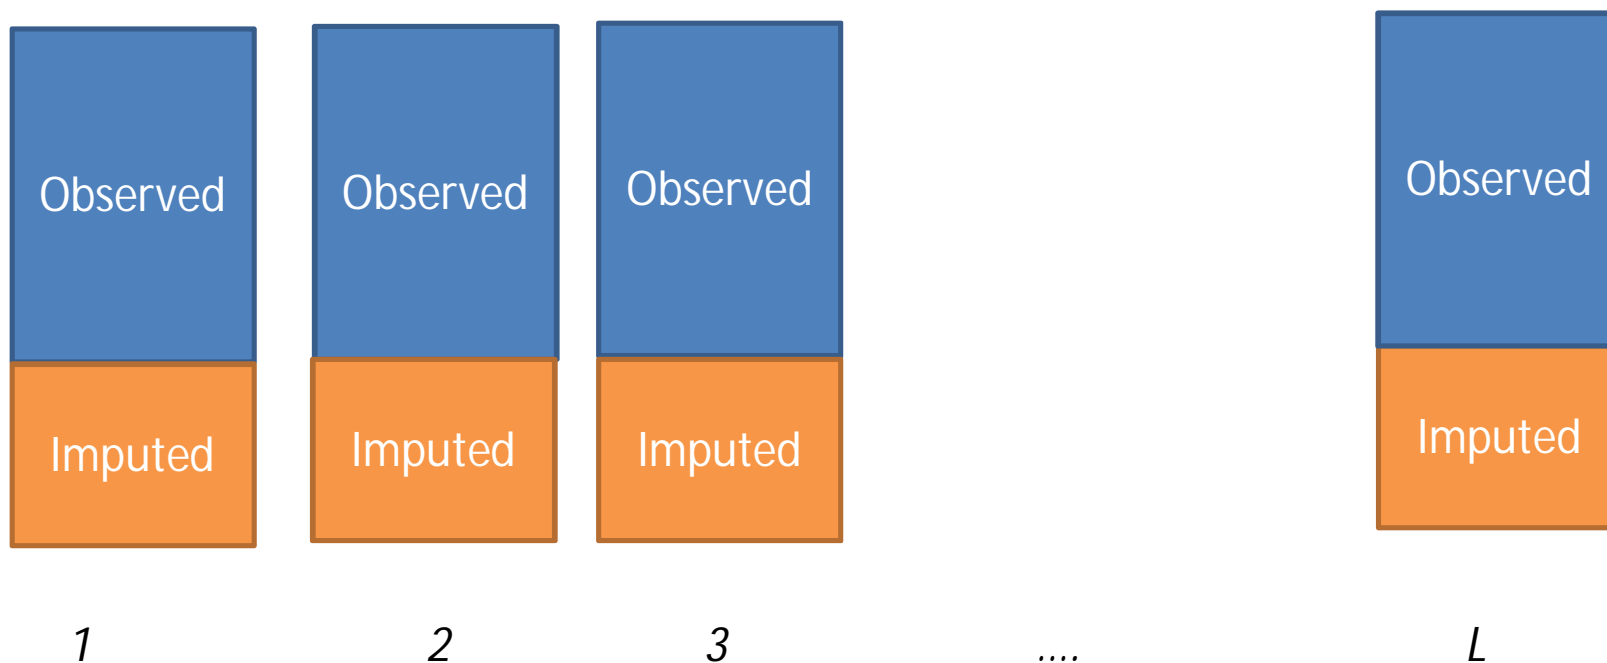 Observed Observed Observed Observed
Imputed Imputed Imputed Imputed
1 2 3 .... L